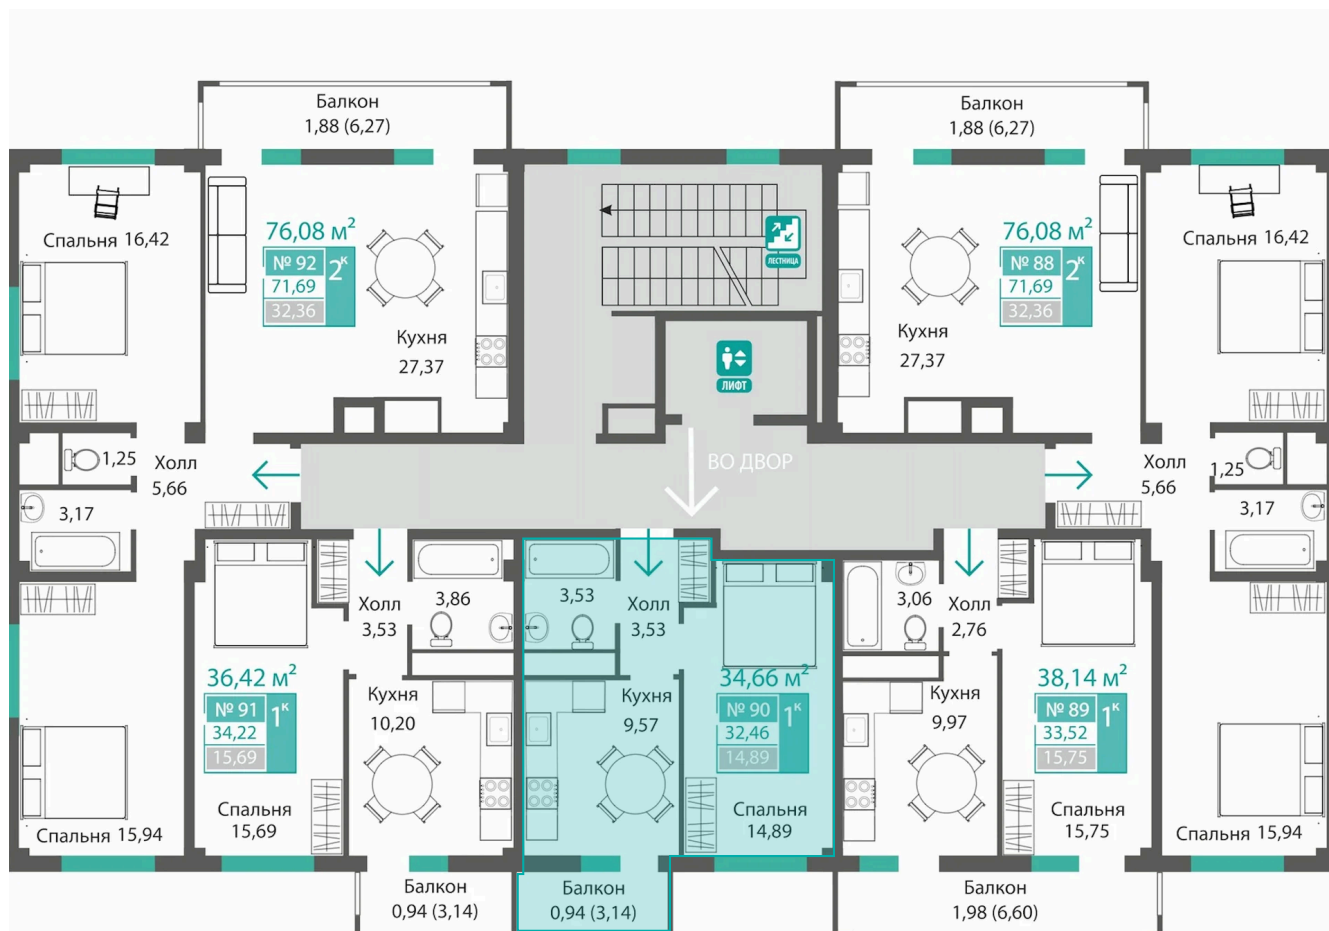 Балкон
1,88 (6,27)
Балкон
1,88 (6,27)
Спальня 16,42
76,08 м²
№ 92
2к
71,69
32,36
Кухня
27,37
ЛЕСТНИЦА
ЛИФТ
76,08 м²
№ 88
2к
71,69
32,36
Кухня
27,37
Спальня 16,42
1,25
Холл
5,66
3,17
ВО ДВОР
Холл
5,66
1,25
3,17
Холл
3,53
3,86
3,53
Холл
3,53
3,06
Холл
2,76
36,42 м²
№ 91
1к
34,22
15,69
Кухня
10,20
Кухня
9,57
34,66 м²
№ 90
1к
32,46
14,89
Кухня
9,97
38,14 м²
№ 89
1к
33,52
15,75
Спальня 15,94
Спальня
15,69
Спальня
14,89
Спальня
15,75
Спальня 15,94
Балкон
0,94 (3,14)
Балкон
0,94 (3,14)
Балкон
1,98 (6,60)